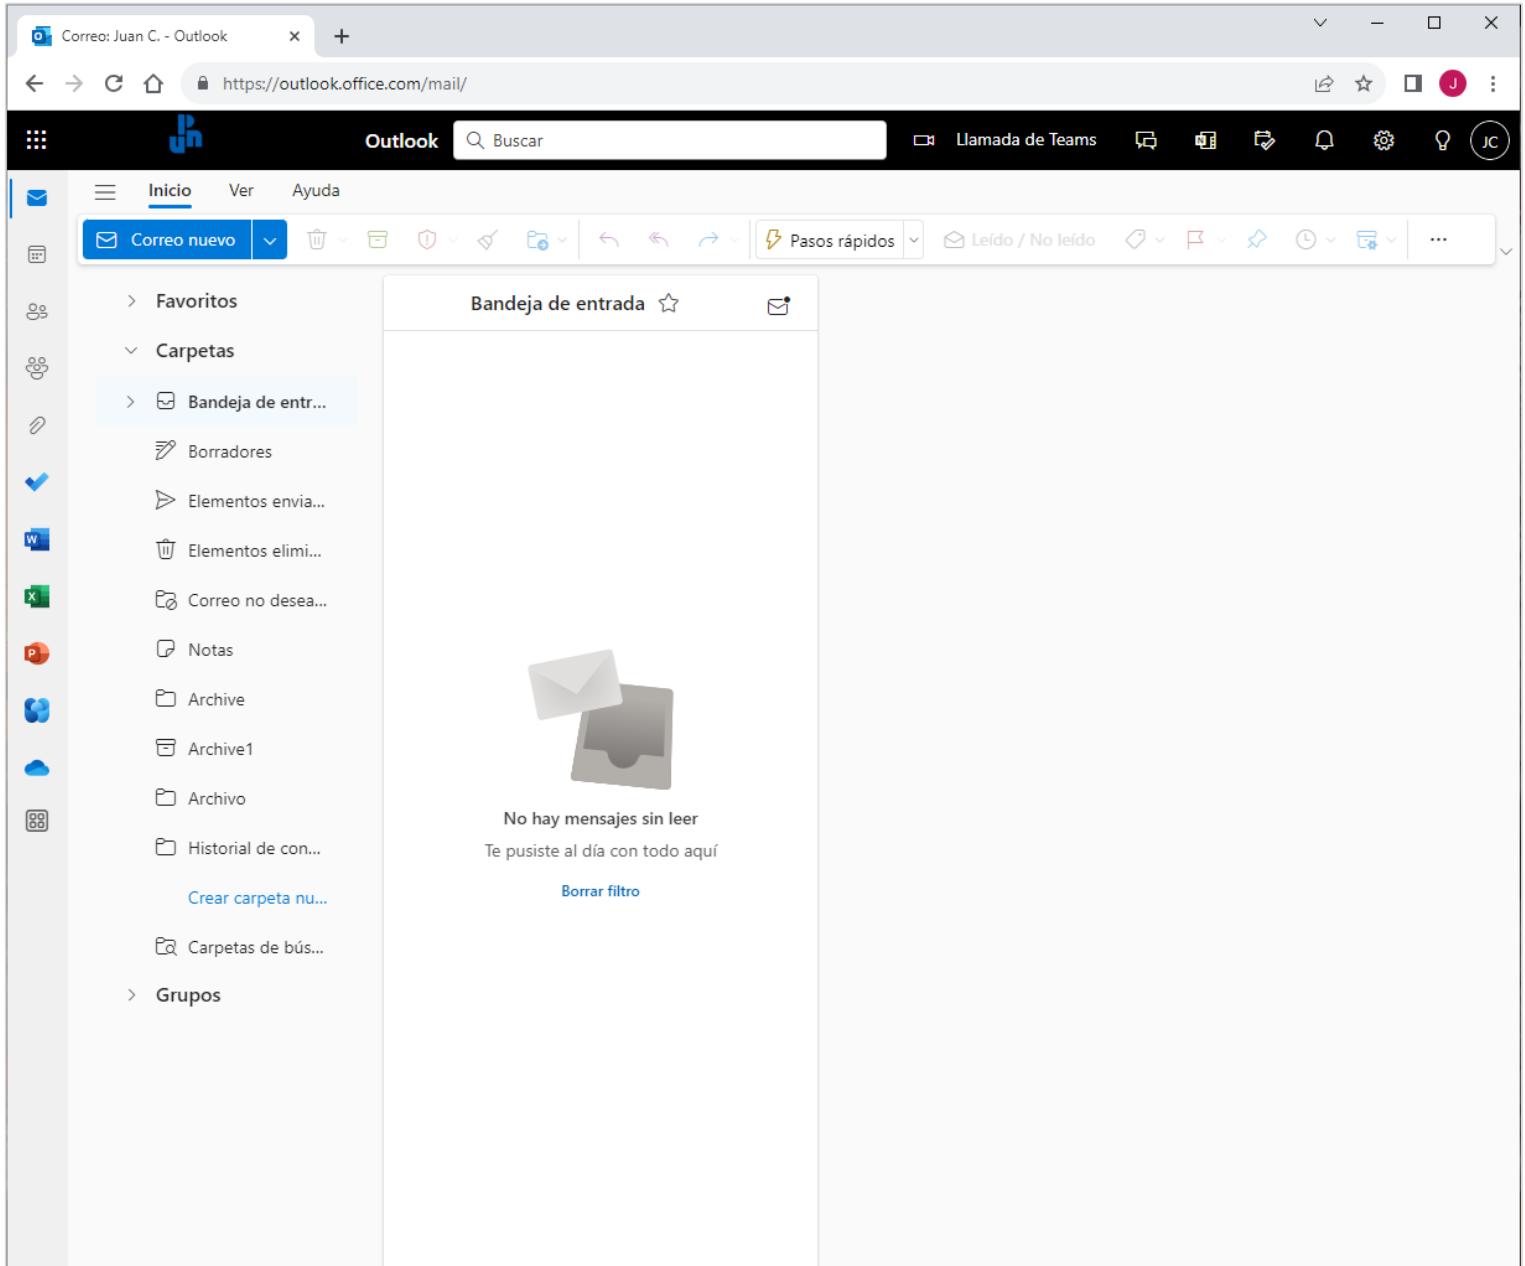 Correo: Juan C. - Outlook
https://outlook.office.com/mail/
J
upn
Outlook
Buscar
Llamada de Teams
JC
Inicio Ver Ayuda
Correo nuevo
Pasos rápidos
Leído / No leído
Favoritos
Carpetas
Bandeja de entr...
Borradores
Elementos envia...
Elementos elimi...
Correo no desea...
Notas
Archive
Archive1
Archivo
Historial de con...
Crear carpeta nu...
Carpetas de bús...
Grupos
Bandeja de entrada
No hay mensajes sin leer
Te pusiste al día con todo aquí
Borrar filtro